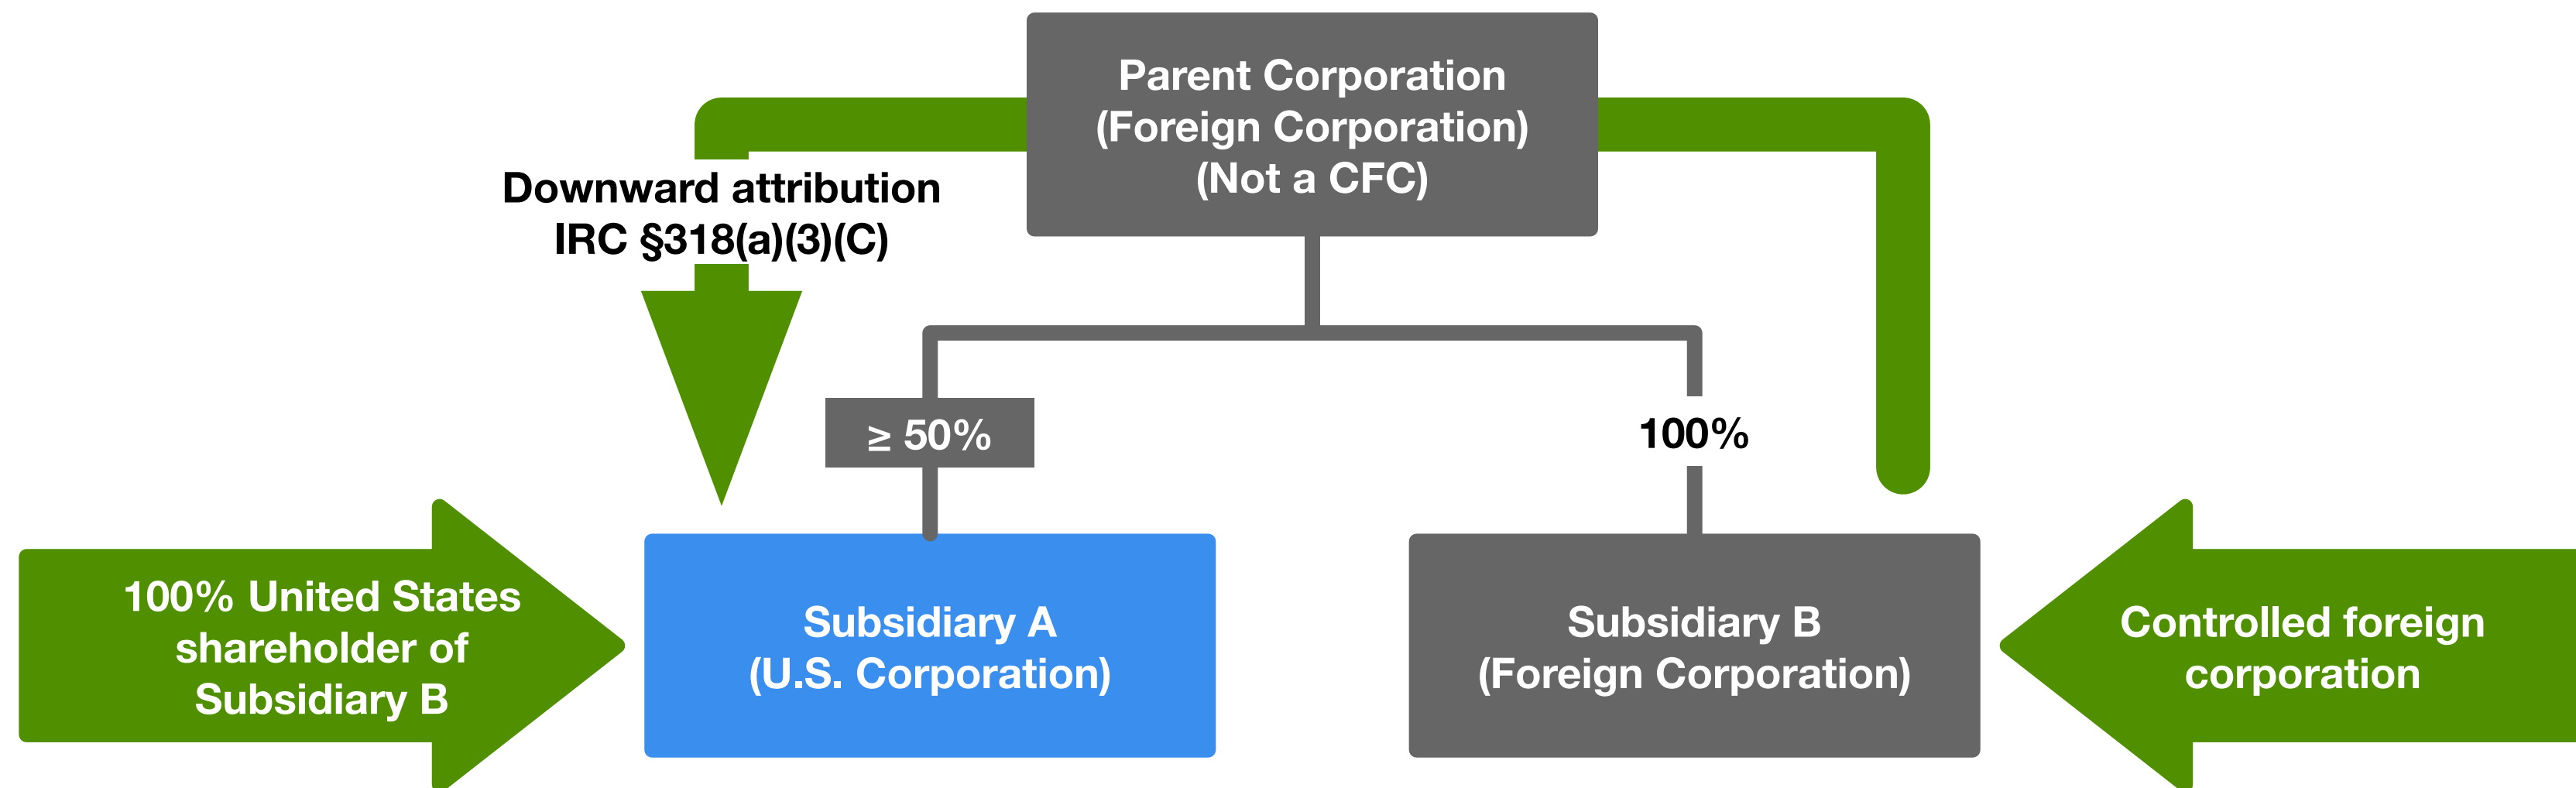 Parent Corporation
(Foreign Corporation)
(Not a CFC)
Downward attribution
IRC §318(a)(3)(C)
≥ 50%
100%
100% United States
shareholder of
Subsidiary B
Subsidiary A
(U.S. Corporation)
Subsidiary B
(Foreign Corporation)
Controlled foreign
corporation